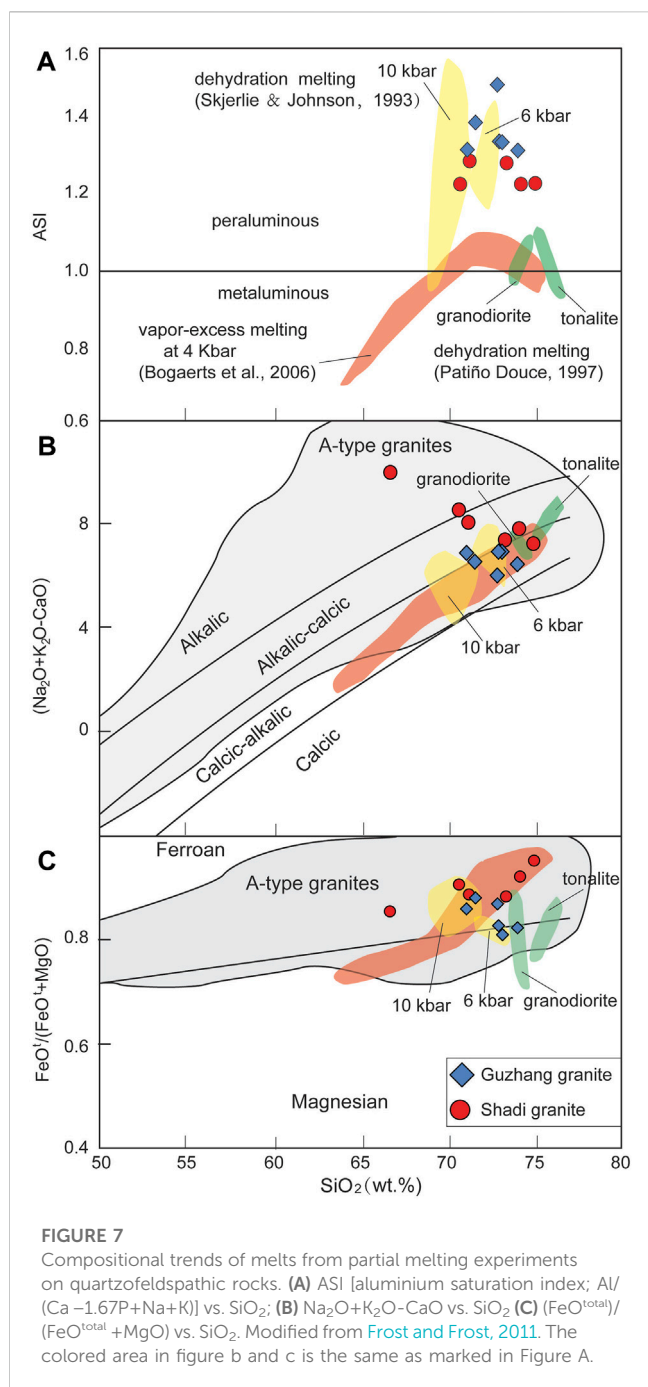 A
1.6
1.4
1.2
1.0
0.8
0.6
ASI
dehydration melting
(Skjerlie & Johnson, 1993)
10 kbar
6 kbar
peraluminous
metaluminous
vapor-excess melting
at 4 Kbar
(Bogaerts et al., 2006)
granodiorite
tonalite
dehydration melting
(Patiño Douce, 1997)
B
8
4
0
(Na₂O+K₂O-CaO)
A-type granites
tonalite
granodiorite
Alkalic
Alkalic-calcic
Calcic-alkalic
Calcic
10 kbar
6 kbar
C
0.8
0.6
0.4
FeOᵗ/(FeOᵗ+MgO)
Ferroan
A-type granites
tonalite
10 kbar
6 kbar
granodiorite
Magnesian
Guzhang granite
Shadi granite
50 55 60 65 70 75 80
SiO₂(wt.%)
FIGURE 7
Compositional trends of melts from partial melting experiments
on quartzofeldspathic rocks. (A) ASI [aluminium saturation index; Al/
(Ca –1.67P+Na+K)] vs. SiO₂; (B) Na₂O+K₂O-CaO vs. SiO₂ (C) (FeOᵗᵒᵗᵃˡ)/
(FeOᵗᵒᵗᵃˡ +MgO) vs. SiO₂. Modified from Frost and Frost, 2011. The
colored area in figure b and c is the same as marked in Figure A.